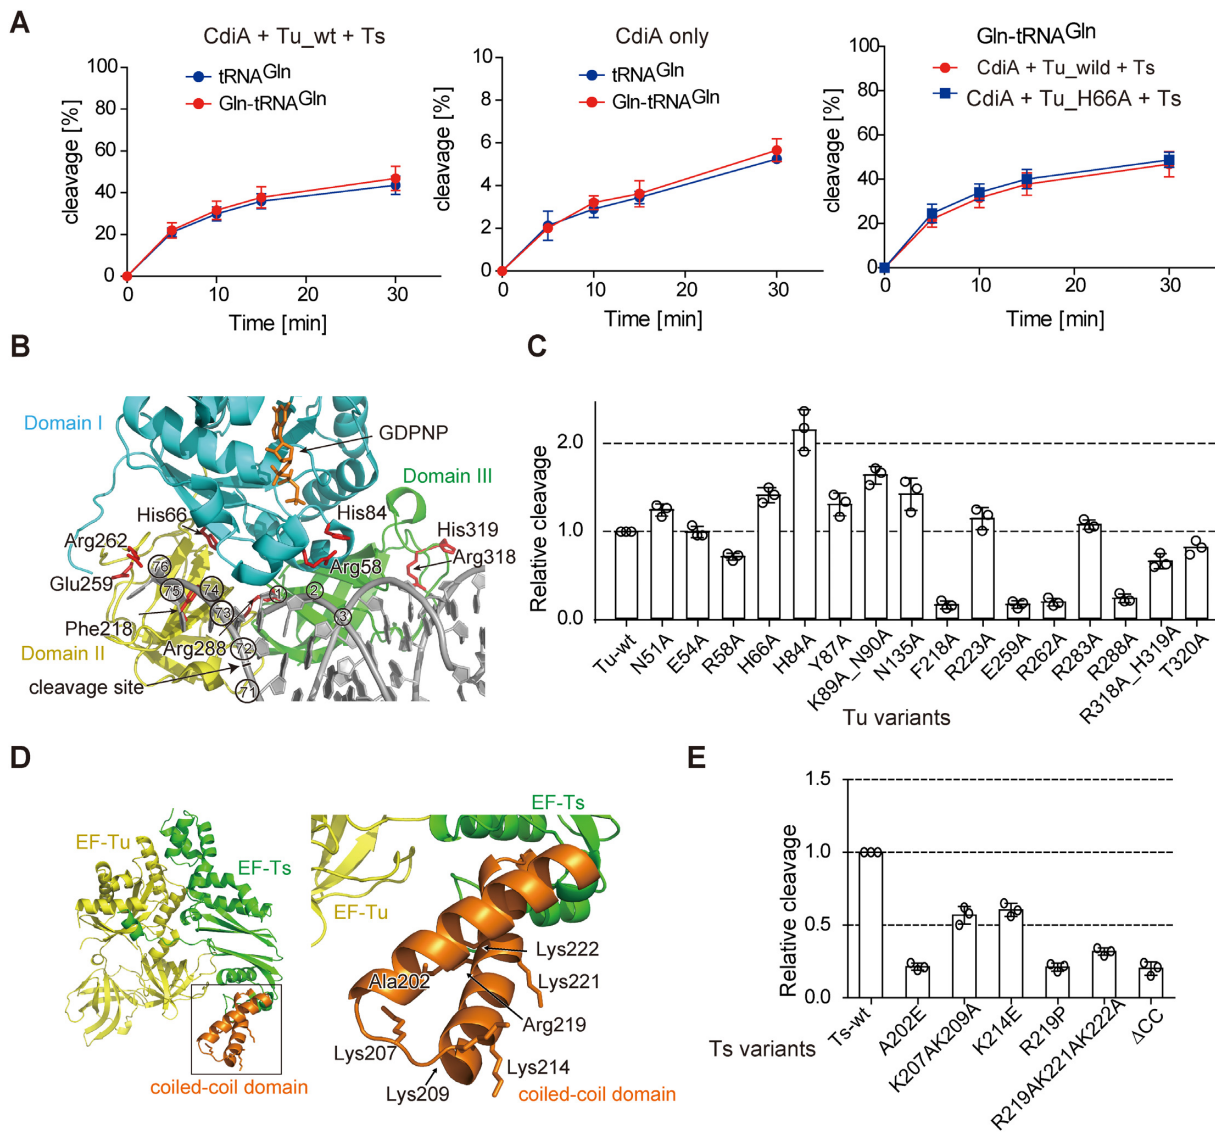 A
CdiA + Tu_wt + Ts
tRNAGln
Gln-tRNAGln
cleavage [%]
100
80
60
40
20
0
0
10
20
30
Time [min]
CdiA only
tRNAGln
Gln-tRNAGln
cleavage [%]
10
8
6
4
2
0
0
10
20
30
Time [min]
Gln-tRNAGln
CdiA + Tu_wild + Ts
CdiA + Tu_H66A + Ts
cleavage [%]
100
80
60
40
20
0
0
10
20
30
Time [min]
B
Domain I
GDPNP
Domain III
His66
His84
His319
Arg262
Arg318
Arg58
Glu259
76
75
74
73
72
71
1
2
3
Phe218
Arg288
Domain II
cleavage site
C
Relative cleavage
2.0
1.0
0.0
Tu-wt
N51A
E54A
R58A
H66A
H84A
Y87A
K89A_N90A
N135A
F218A
R223A
E259A
R262A
R283A
R288A
R318A_H319A
T320A
Tu variants
D
EF-Tu
EF-Ts
coiled-coil domain
EF-Ts
EF-Tu
Lys222
Ala202
Lys221
Arg219
Lys207
Lys214
Lys209
coiled-coil domain
E
Relative cleavage
1.5
1.0
0.5
0.0
Ts variants
Ts-wt
A202E
K207AK209A
K214E
R219P
R219AK221AK222A
ΔCC